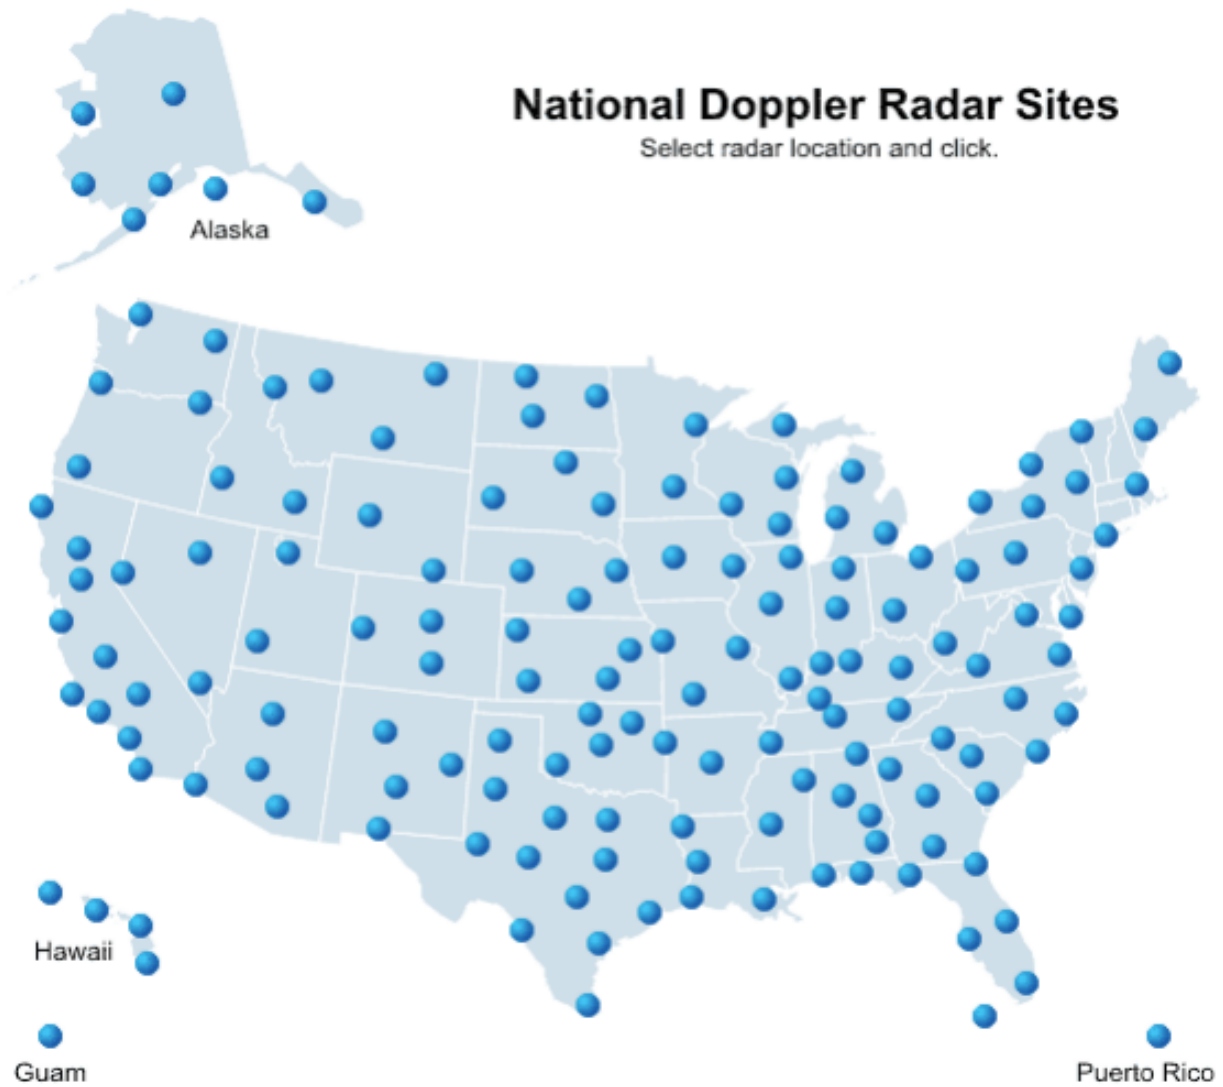 National Doppler Radar Sites
Select radar location and click.
Alaska
Hawaii
Guam
Puerto Rico